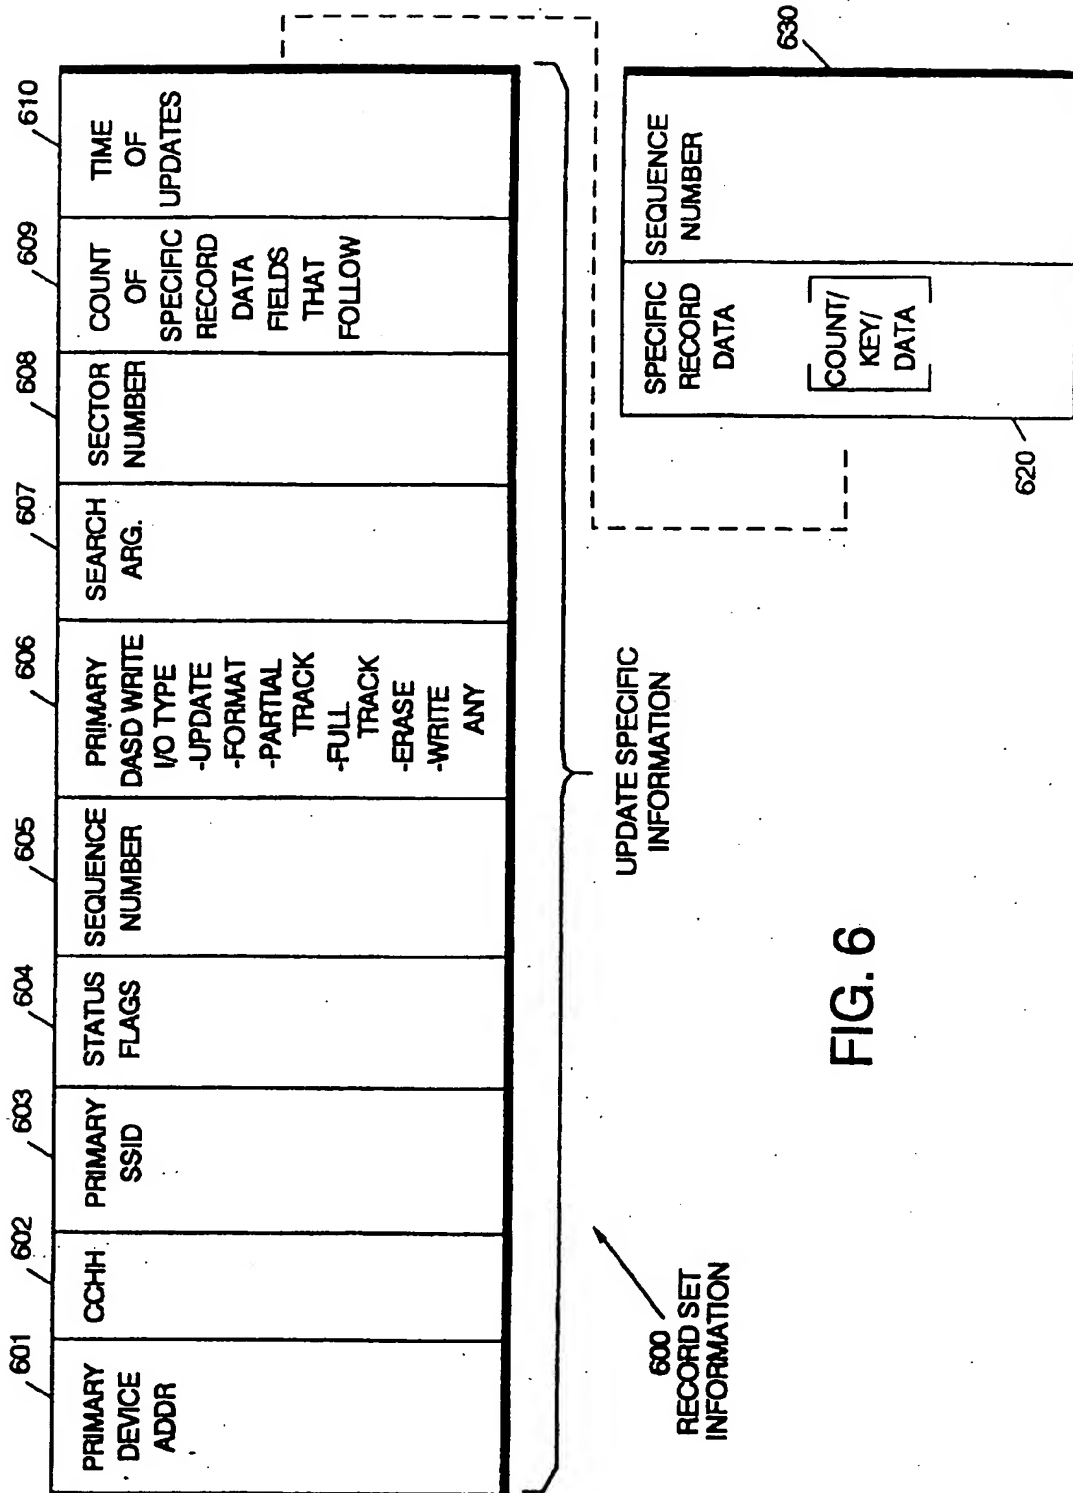 601
602
603
604
605
606
607
608
609
610
PRIMARY
DEVICE
ADDR
CCHH
PRIMARY
SSID
STATUS
FLAGS
SEQUENCE
NUMBER
PRIMARY
DASD WRITE
I/O TYPE
-UPDATE
-FORMAT
-PARTIAL
TRACK
-FULL
TRACK
-ERASE
-WRITE
ANY
SEARCH
ARG.
SECTOR
NUMBER
COUNT
OF
SPECIFIC
RECORD
DATA
FIELDS
THAT
FOLLOW
TIME
OF
UPDATES
UPDATE SPECIFIC
INFORMATION
600
RECORD SET
INFORMATION
SPECIFIC
RECORD
DATA
COUNT/
KEY/
DATA
SEQUENCE
NUMBER
620
630
FIG. 6